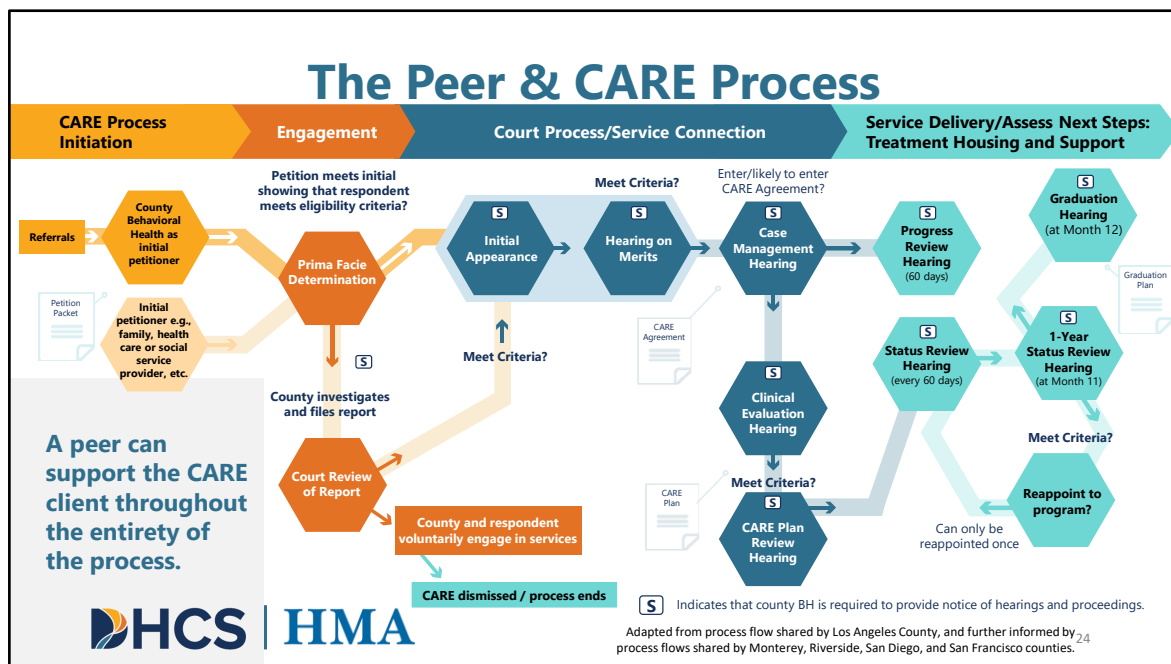 The Peer & CARE Process
CARE Process
Initiation
Engagement
Court Process/Service Connection
Service Delivery/Assess Next Steps:
Treatment Housing and Support
Referrals
County
Behavioral
Health as
initial
petitioner
Petition
Packet
Initial
petitioner e.g.,
family, health
care or social
service
provider, etc.
Petition meets initial
showing that respondent
meets eligibility criteria?
Prima Facie
Determination
S
County investigates
and files report
Court Review
of Report
County and respondent
voluntarily engage in services
CARE dismissed / process ends
Meet Criteria?
S
Initial
Appearance
Meet Criteria?
S
Hearing on
Merits
Enter/likely to enter
CARE Agreement?
S
Case
Management
Hearing
CARE
Agreement
S
Clinical
Evaluation
Hearing
Meet Criteria?
CARE
Plan
S
CARE Plan
Review
Hearing
S
Progress
Review
Hearing
(60 days)
S
Status Review
Hearing
(every 60 days)
S
Graduation
Hearing
(at Month 12)
Graduation
Plan
S
1-Year
Status Review
Hearing
(at Month 11)
Meet Criteria?
Reappoint to
program?
Can only be
reappointed once
A peer can
support the CARE
client throughout
the entirety of
the process.
DHCS HMA
S Indicates that county BH is required to provide notice of hearings and proceedings.
Adapted from process flow shared by Los Angeles County, and further informed by
process flows shared by Monterey, Riverside, San Diego, and San Francisco counties.
24